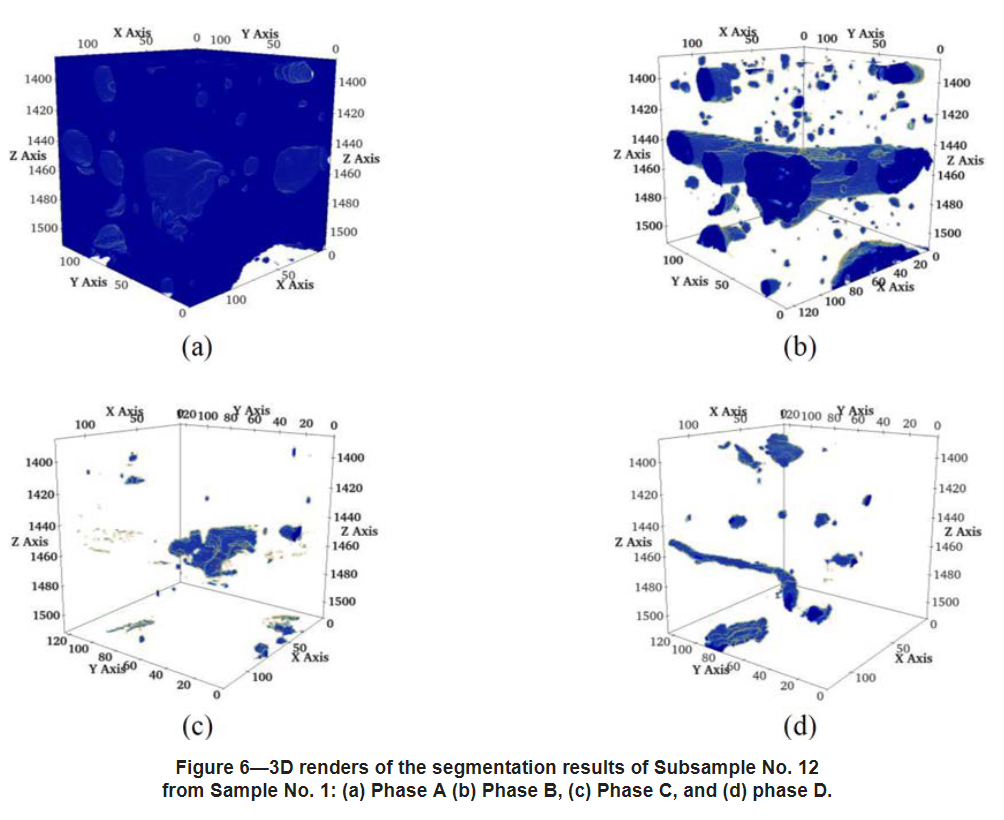 X Axis Y Axis
100 50 0 100 50 0
1400 1400
1420 1420
1440 1440
Z Axis Z Axis
1460 1460
1480 1480
1500 1500
100 50
Y Axis 50 X Axis
100
0
(a)
X Axis Y Axis
100 50 0 100 50 0
1400 1400
1420 1420
1440 1440
Z Axis Z Axis
1460 1460
1480 1480
1500 1500
100 0
20
Y Axis 50 40
60 X Axis
80
100
0 120
(b)
X Axis Y Axis
100 50 0 120 100 80 60 40 20 0
1400 1400
1420 1420
1440 1440
Z Axis Z Axis
1460 1460
1480 1480
1500 1500
120 0
100 50
80 X Axis
Y Axis 60
40 100
20
0
(c)
X Axis Y Axis
100 50 0 120 100 80 60 40 20 0
1400 1400
1420 1420
1440 1440
Z Axis Z Axis
1460 1460
1480 1480
1500 1500
120 0
100 50
80 X Axis
Y Axis 60
40 100
20
0
(d)
Figure 6—3D renders of the segmentation results of Subsample No. 12
from Sample No. 1: (a) Phase A (b) Phase B, (c) Phase C, and (d) phase D.